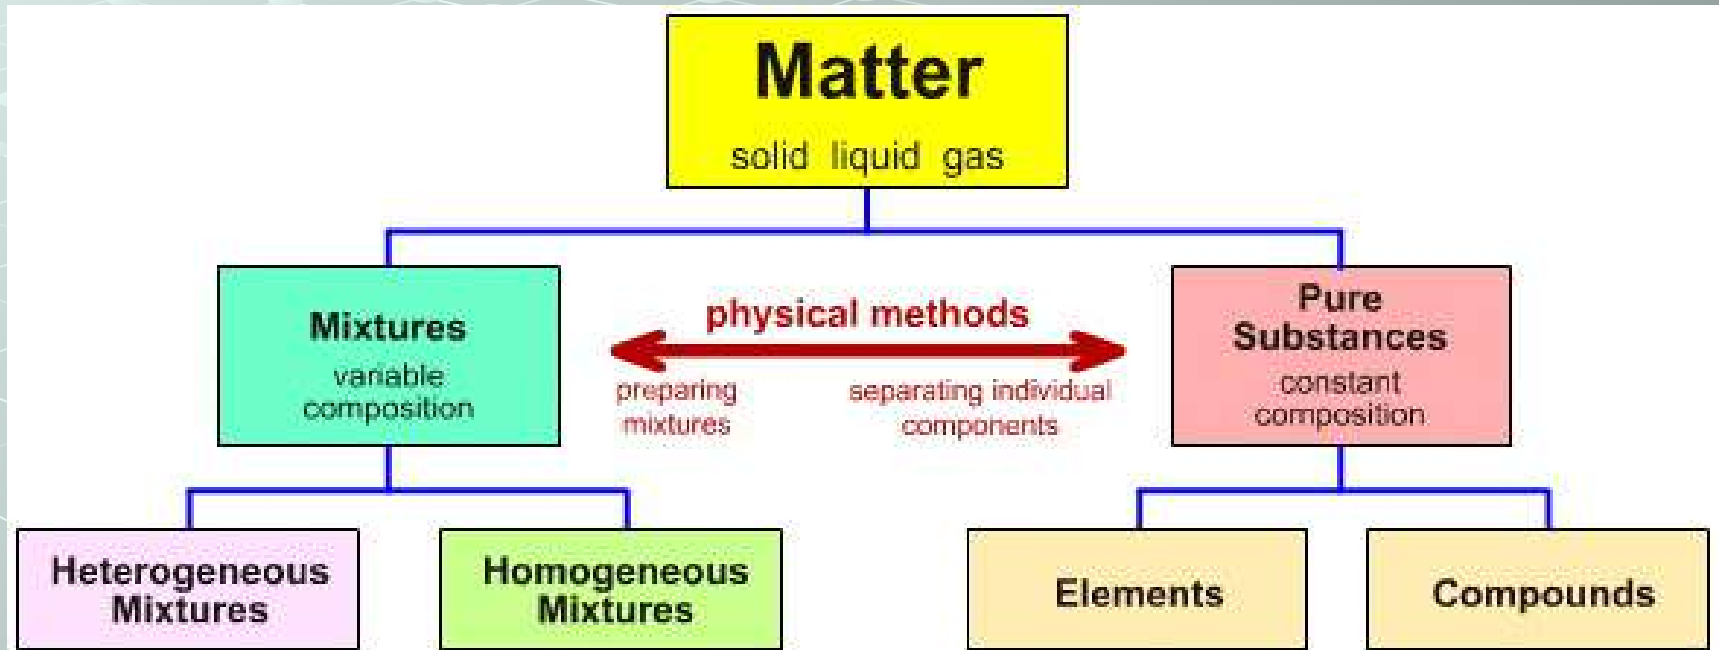 Matter
solid liquid gas
Mixtures
variable
composition
physical methods
preparing
mixtures
separating individual
components
Pure
Substances
constant
composition
Heterogeneous
Mixtures
Homogeneous
Mixtures
Elements
Compounds